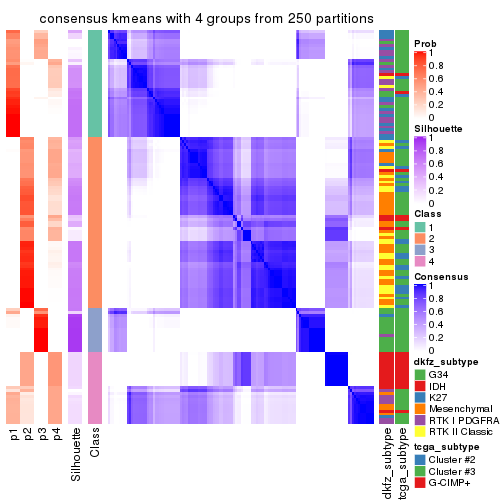 consensus kmeans with 4 groups from 250 partitions
Prob
1
0.8
0.6
0.4
0.2
0
Silhouette
1
0.8
0.6
0.4
0.2
0
Class
1
2
3
4
Consensus
1
0.8
0.6
0.4
0.2
0
dkfz_subtype
G34
IDH
K27
Mesenchymal
RTK I PDGFRA
RTK II Classic
tcga_subtype
Cluster #2
Cluster #3
G-CIMP+
p1
p2
p3
p4
Silhouette
Class
dkfz_subtype
tcga_subtype